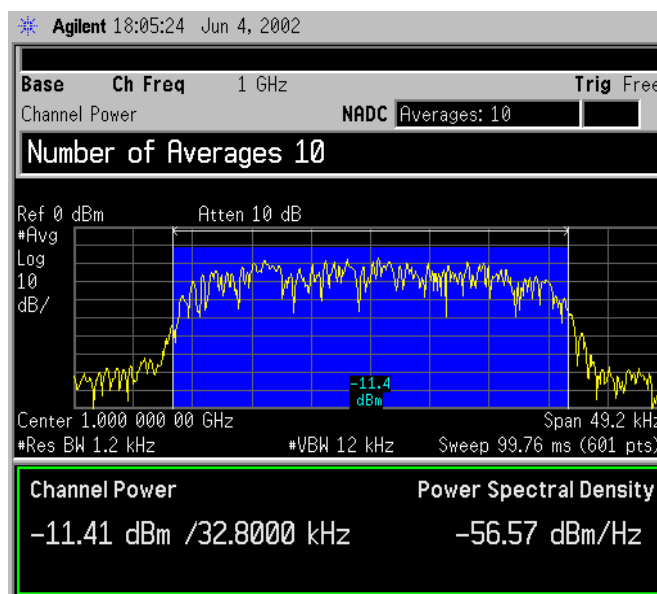 Agilent 18:05:24 Jun 4, 2002
Base Ch Freq 1 GHz Trig Free
Channel Power NADC Averages: 10
Number of Averages 10
Ref 0 dBm Atten 10 dB
#Avg
Log
10
dB/
-11.4
dBm
Center 1.000 000 00 GHz Span 49.2 kHz
#Res BW 1.2 kHz #VBW 12 kHz Sweep 99.76 ms (601 pts)
Channel Power Power Spectral Density
-11.41 dBm /32.8000 kHz -56.57 dBm/Hz